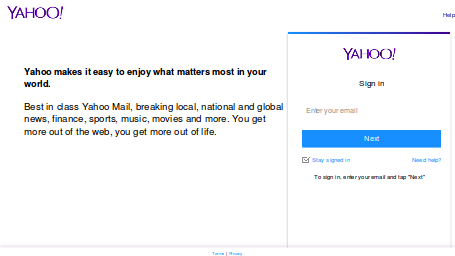 YAHOO!
Help
Yahoo makes it easy to enjoy what matters most in your
world.
Best in class Yahoo Mail, breaking local, national and global
news, finance, sports, music, movies and more. You get
more out of the web, you get more out of life.
YAHOO!
Sign in
Enter your email
Next
Stay signed in
Need help?
To sign in, enter your email and tap "Next"
Terms | Privacy